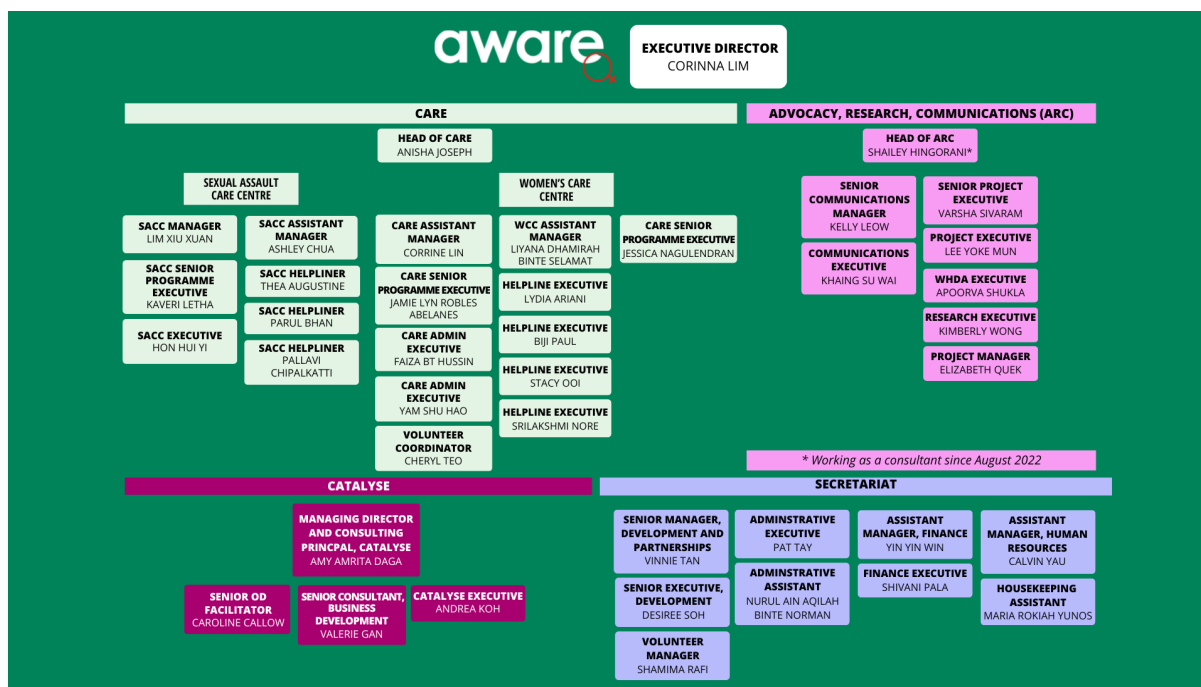 aware
EXECUTIVE DIRECTOR
CORINNA LIM
CARE
HEAD OF CARE
ANISHA JOSEPH
SEXUAL ASSAULT
CARE CENTRE
SACC MANAGER
LIM XIU XUAN
SACC SENIOR
PROGRAMME
EXECUTIVE
KAVERI LETHA
SACC EXECUTIVE
HON HUI YI
SACC ASSISTANT
MANAGER
ASHLEY CHUA
SACC HELPLINER
THEA AUGUSTINE
SACC HELPLINER
PARUL BHAN
SACC HELPLINER
PALLAVI
CHIPALKATTI
CARE ASSISTANT
MANAGER
CORRINE LIN
CARE SENIOR
PROGRAMME EXECUTIVE
JAMIE LYN ROBLES
ABELANES
CARE ADMIN
EXECUTIVE
FAIZA BT HUSSIN
CARE ADMIN
EXECUTIVE
YAM SHU HAO
VOLUNTEER
COORDINATOR
CHERYL TEO
WOMEN'S CARE
CENTRE
WCC ASSISTANT
MANAGER
LIYANA DHAMIRAH
BINTE SELAMAT
HELPLINE EXECUTIVE
LYDIA ARIANI
HELPLINE EXECUTIVE
BIJI PAUL
HELPLINE EXECUTIVE
STACY OOI
HELPLINE EXECUTIVE
SRILAKSHMI NORE
CARE SENIOR
PROGRAMME EXECUTIVE
JESSICA NAGULENDRAN
ADVOCACY, RESEARCH, COMMUNICATIONS (ARC)
HEAD OF ARC
SHAILEY HINGORANI*
SENIOR
COMMUNICATIONS
MANAGER
KELLY LEOW
COMMUNICATIONS
EXECUTIVE
KHAING SU WAI
SENIOR PROJECT
EXECUTIVE
VARSHA SIVARAM
PROJECT EXECUTIVE
LEE YOKE MUN
WHDA EXECUTIVE
APOORVA SHUKLA
RESEARCH EXECUTIVE
KIMBERLY WONG
PROJECT MANAGER
ELIZABETH QUEK
* Working as a consultant since August 2022
CATALYSE
MANAGING DIRECTOR
AND CONSULTING
PRINCPAL, CATALYSE
AMY AMRITA DAGA
SENIOR OD
FACILITATOR
CAROLINE CALLOW
SENIOR CONSULTANT,
BUSINESS
DEVELOPMENT
VALERIE GAN
CATALYSE EXECUTIVE
ANDREA KOH
SECRETARIAT
SENIOR MANAGER,
DEVELOPMENT AND
PARTNERSHIPS
VINNIE TAN
SENIOR EXECUTIVE,
DEVELOPMENT
DESIREE SOH
VOLUNTEER
MANAGER
SHAMIMA RAFI
ADMINSTRATIVE
EXECUTIVE
PAT TAY
ADMINSTRATIVE
ASSISTANT
NURUL AIN AQILAH
BINTE NORMAN
ASSISTANT
MANAGER, FINANCE
YIN YIN WIN
FINANCE EXECUTIVE
SHIVANI PALA
ASSISTANT
MANAGER, HUMAN
RESOURCES
CALVIN YAU
HOUSEKEEPING
ASSISTANT
MARIA ROKIAH YUNOS